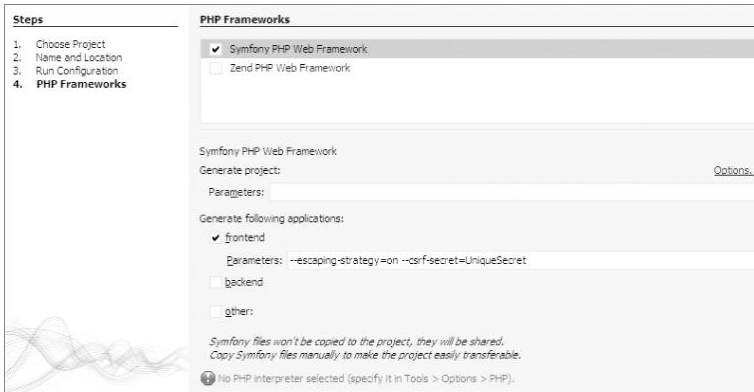 Steps
1. Choose Project
2. Name and Location
3. Run Configuration
4. PHP Frameworks
PHP Frameworks
Symfony PHP Web Framework
Zend PHP Web Framework
Symfony PHP Web Framework
Generate project:
Options.
Parameters:
Generate following applications:
frontend
Parameters: --escaping-strategy=on --csrf-secret=UniqueSecret
backend
other:
Symfony files won't be copied to the project, they will be shared.
Copy Symfony files manually to make the project easily transferable.
No PHP interpreter selected (specify it in Tools > Options > PHP).